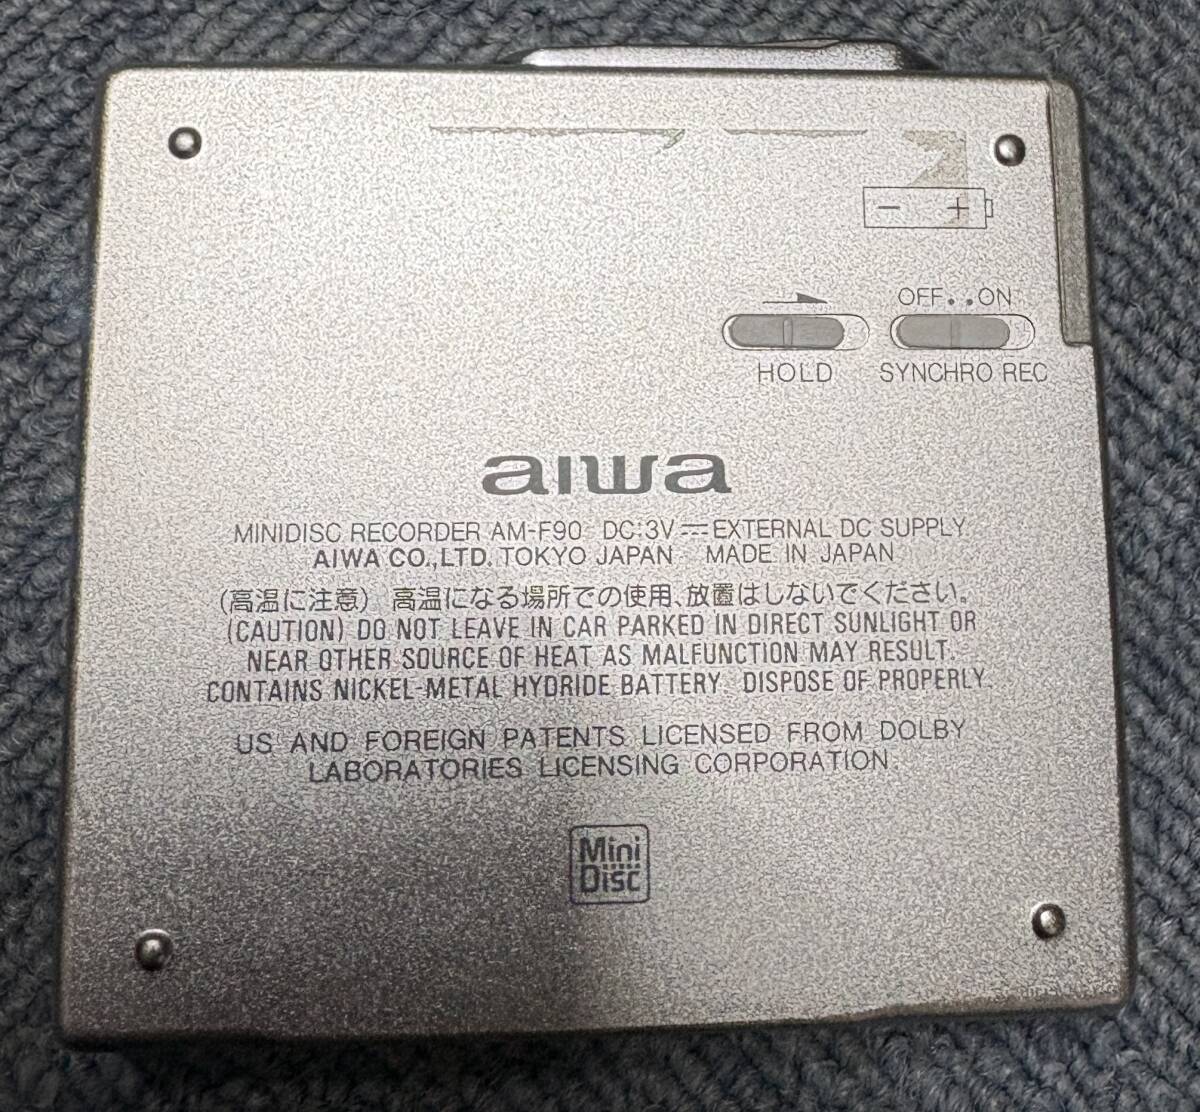 − +
OFF • • ON
HOLD SYNCHRO REC
aiwa
MINIDISC RECORDER AM-F90 DC:3V ⎓ EXTERNAL DC SUPPLY
AIWA CO.,LTD. TOKYO JAPAN MADE IN JAPAN
(高温に注意) 高温になる場所での使用、放置はしないでください。
(CAUTION) DO NOT LEAVE IN CAR PARKED IN DIRECT SUNLIGHT OR
NEAR OTHER SOURCE OF HEAT AS MALFUNCTION MAY RESULT.
CONTAINS NICKEL-METAL HYDRIDE BATTERY. DISPOSE OF PROPERLY.
US AND FOREIGN PATENTS LICENSED FROM DOLBY
LABORATORIES LICENSING CORPORATION.
Mini
Disc